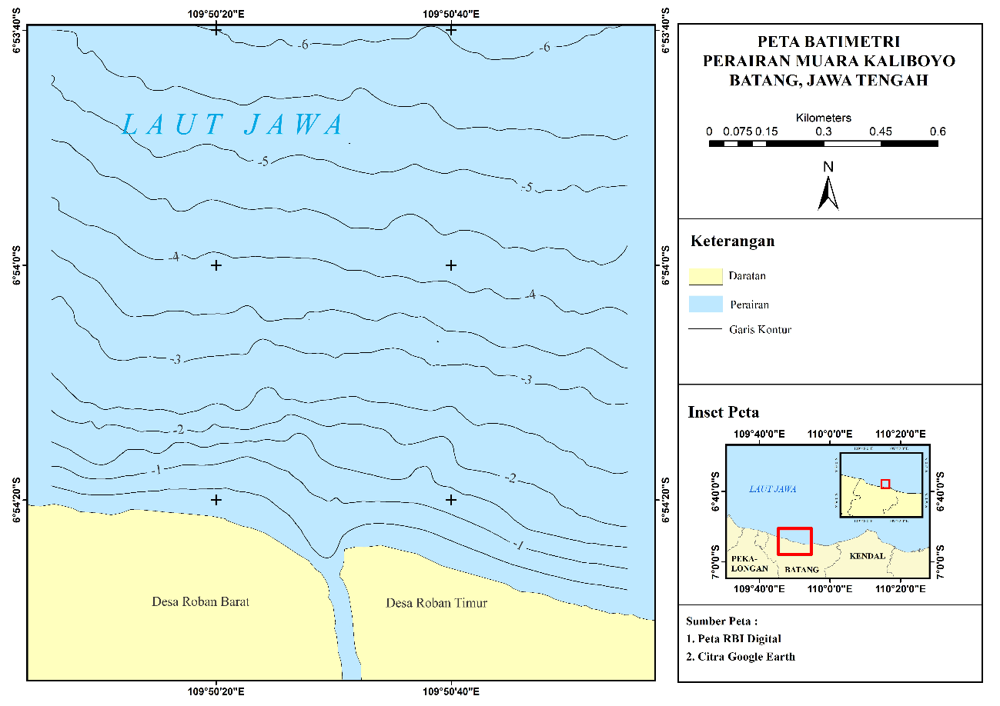 109°50'20"E
109°50'40"E
6°53'40"S
6°53'40"S
-6
-6
LAUT JAWA
-5
-5
6°54'0"S
6°54'0"S
-4
-4
-3
-3
-2
-2
-1
-1
6°54'20"S
6°54'20"S
Desa Roban Barat
Desa Roban Timur
109°50'20"E
109°50'40"E
PETA BATIMETRI
PERAIRAN MUARA KALIBOYO
BATANG, JAWA TENGAH
Kilometers
0 0.075 0.15 0.3 0.45 0.6
N
Keterangan
Daratan
Perairan
Garis Kontur
Inset Peta
109°40'0"E
110°0'0"E
110°20'0"E
6°40'0"S
6°40'0"S
LAUT JAWA
7°0'0"S
7°0'0"S
PEKA-
LONGAN
BATANG
KENDAL
109°40'0"E
110°0'0"E
110°20'0"E
Sumber Peta :
1. Peta RBI Digital
2. Citra Google Earth